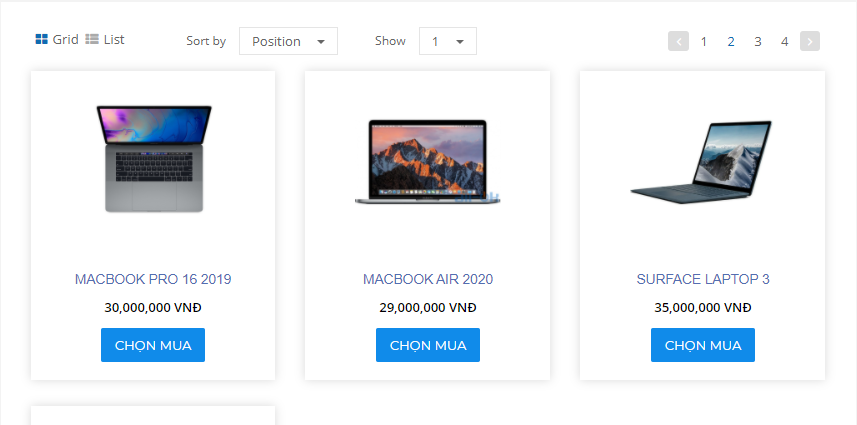 Grid List Sort by Position Show 1 1 2 3 4
MACBOOK PRO 16 2019 MACBOOK AIR 2020 SURFACE LAPTOP 3
30,000,000 VNĐ 29,000,000 VNĐ 35,000,000 VNĐ
CHỌN MUA CHỌN MUA CHỌN MUA